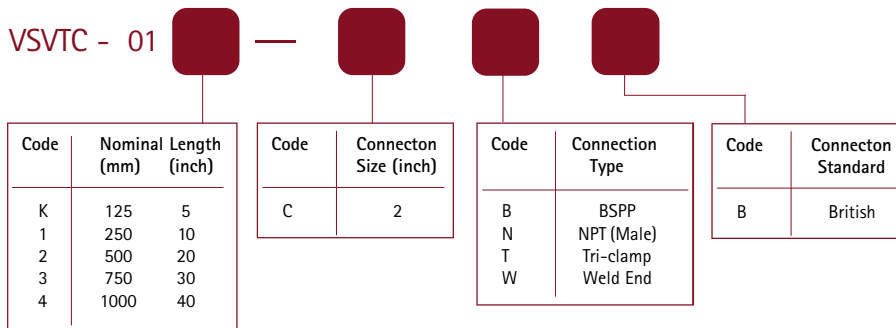 VSVTC - 01 —
Code Nominal Length
(mm) (inch)
K 125 5
1 250 10
2 500 20
3 750 30
4 1000 40
Code Connecton
Size (inch)
C 2
Code Connection
Type
B BSPP
N NPT (Male)
T Tri-clamp
W Weld End
Code Connecton
Standard
B British